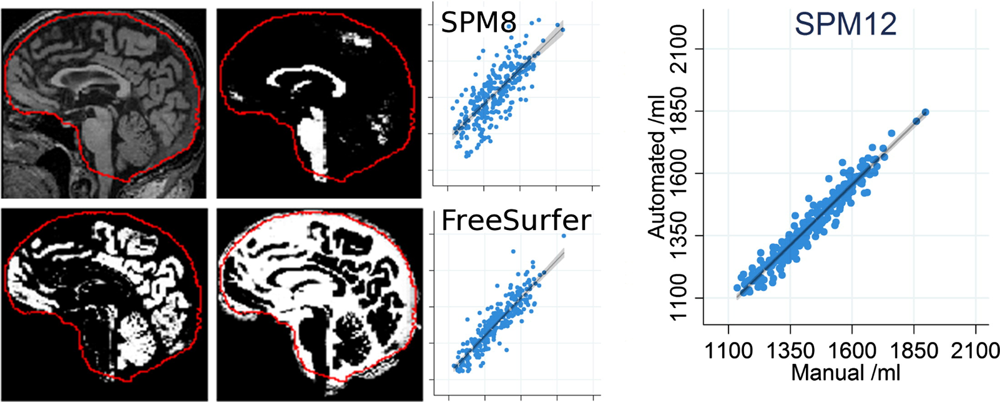 SPM8
FreeSurfer
SPM12
Automated /ml
2100
1850
1600
1350
1100
1100 1350 1600 1850 2100
Manual /ml